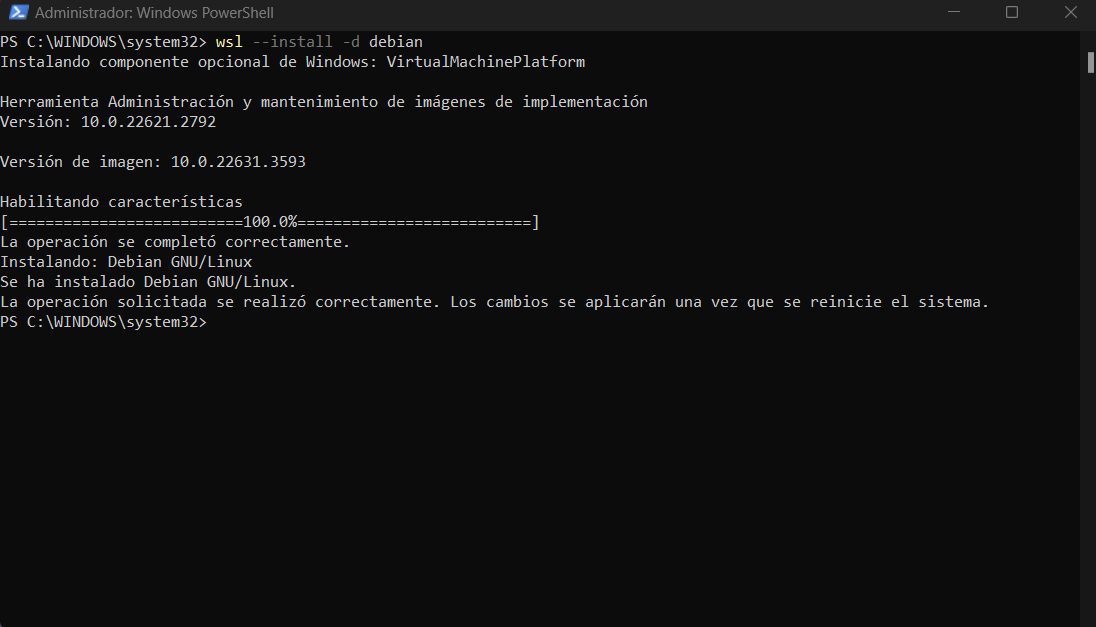 Administrador: Windows PowerShell
PS C:\WINDOWS\system32> wsl --install -d debian
Instalando componente opcional de Windows: VirtualMachinePlatform
Herramienta Administración y mantenimiento de imágenes de implementación
Versión: 10.0.22621.2792
Versión de imagen: 10.0.22631.3593
Habilitando características
[==========================100.0%==========================]
La operación se completó correctamente.
Instalando: Debian GNU/Linux
Se ha instalado Debian GNU/Linux.
La operación solicitada se realizó correctamente. Los cambios se aplicarán una vez que se reinicie el sistema.
PS C:\WINDOWS\system32>